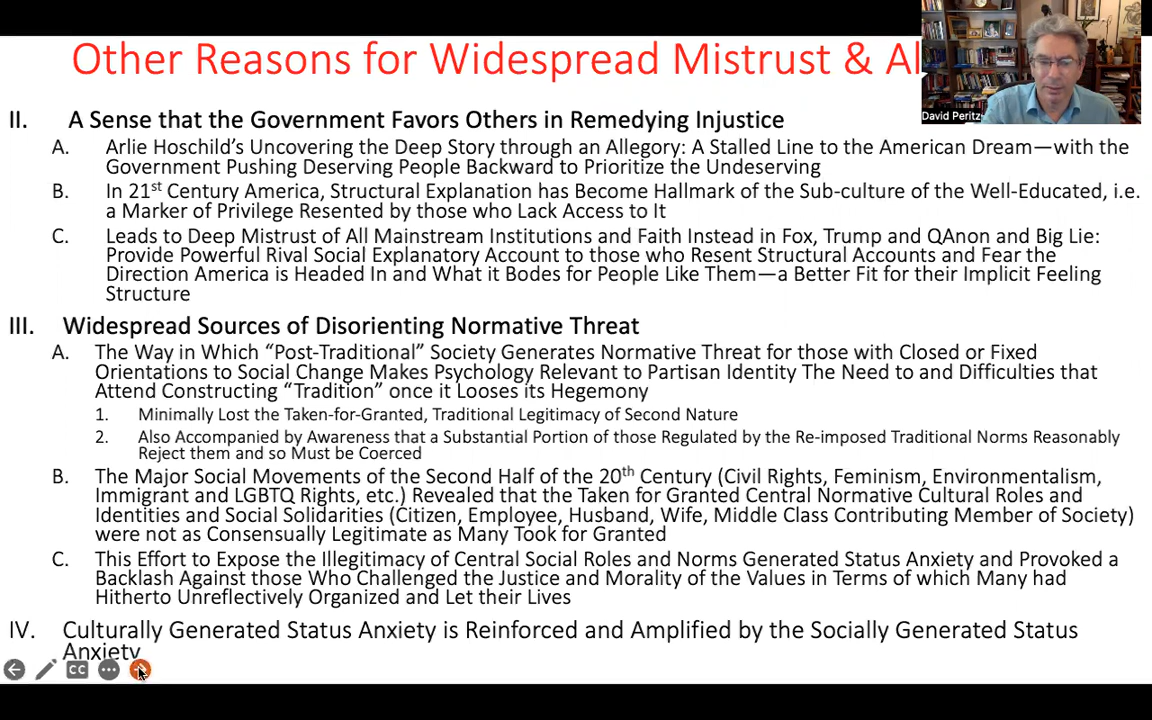 Other Reasons for Widespread Mistrust & Al
David Peritz
II. A Sense that the Government Favors Others in Remedying Injustice
A. Arlie Hoschild’s Uncovering the Deep Story through an Allegory: A Stalled Line to the American Dream—with the
Government Pushing Deserving People Backward to Prioritize the Undeserving
B. In 21st Century America, Structural Explanation has Become Hallmark of the Sub-culture of the Well-Educated, i.e.
a Marker of Privilege Resented by those who Lack Access to It
C. Leads to Deep Mistrust of All Mainstream Institutions and Faith Instead in Fox, Trump and QAnon and Big Lie:
Provide Powerful Rival Social Explanatory Account to those who Resent Structural Accounts and Fear the
Direction America is Headed In and What it Bodes for People Like Them—a Better Fit for their Implicit Feeling
Structure
III. Widespread Sources of Disorienting Normative Threat
A. The Way in Which “Post-Traditional” Society Generates Normative Threat for those with Closed or Fixed
Orientations to Social Change Makes Psychology Relevant to Partisan Identity The Need to and Difficulties that
Attend Constructing “Tradition” once it Looses its Hegemony
1. Minimally Lost the Taken-for-Granted, Traditional Legitimacy of Second Nature
2. Also Accompanied by Awareness that a Substantial Portion of those Regulated by the Re-imposed Traditional Norms Reasonably
Reject them and so Must be Coerced
B. The Major Social Movements of the Second Half of the 20th Century (Civil Rights, Feminism, Environmentalism,
Immigrant and LGBTQ Rights, etc.) Revealed that the Taken for Granted Central Normative Cultural Roles and
Identities and Social Solidarities (Citizen, Employee, Husband, Wife, Middle Class Contributing Member of Society)
were not as Consensually Legitimate as Many Took for Granted
C. This Effort to Expose the Illegitimacy of Central Social Roles and Norms Generated Status Anxiety and Provoked a
Backlash Against those Who Challenged the Justice and Morality of the Values in Terms of which Many had
Hitherto Unreflectively Organized and Let their Lives
IV. Culturally Generated Status Anxiety is Reinforced and Amplified by the Socially Generated Status
Anxiety
CC